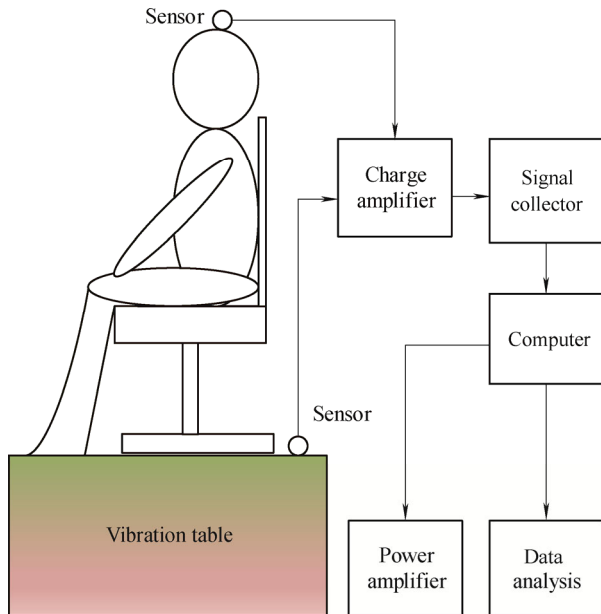 Sensor
Charge
amplifier
Signal
collector
Computer
Sensor
Vibration table
Power
amplifier
Data
analysis